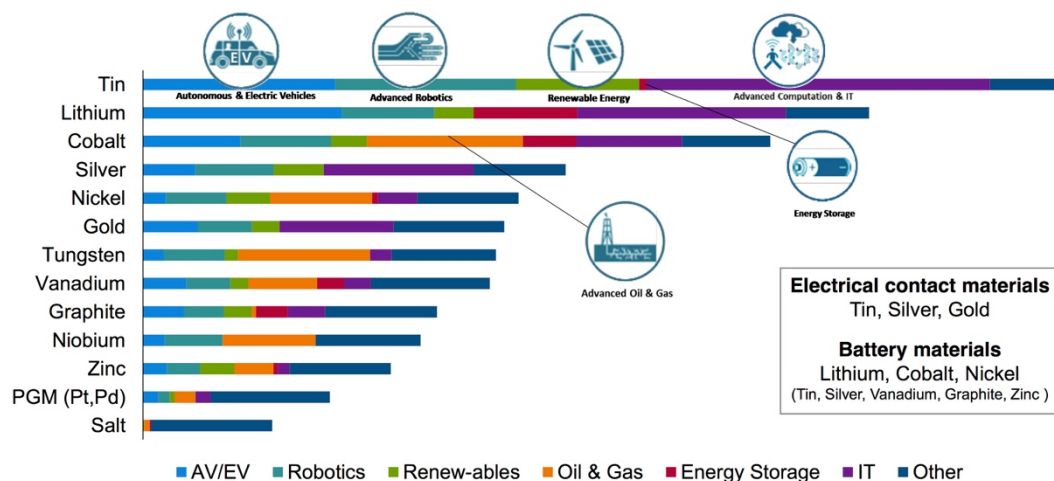 EV
Tin
Autonomous & Electric Vehicles
Advanced Robotics
Renewable Energy
Advanced Computation & IT
Lithium
Cobalt
Silver
Energy Storage
Nickel
Gold
Tungsten
Vanadium
Advanced Oil & Gas
Graphite
Niobium
Zinc
PGM (Pt,Pd)
Salt
Electrical contact materials
Tin, Silver, Gold
Battery materials
Lithium, Cobalt, Nickel
(Tin, Silver, Vanadium, Graphite, Zinc )
AV/EV
Robotics
Renew-ables
Oil & Gas
Energy Storage
IT
Other